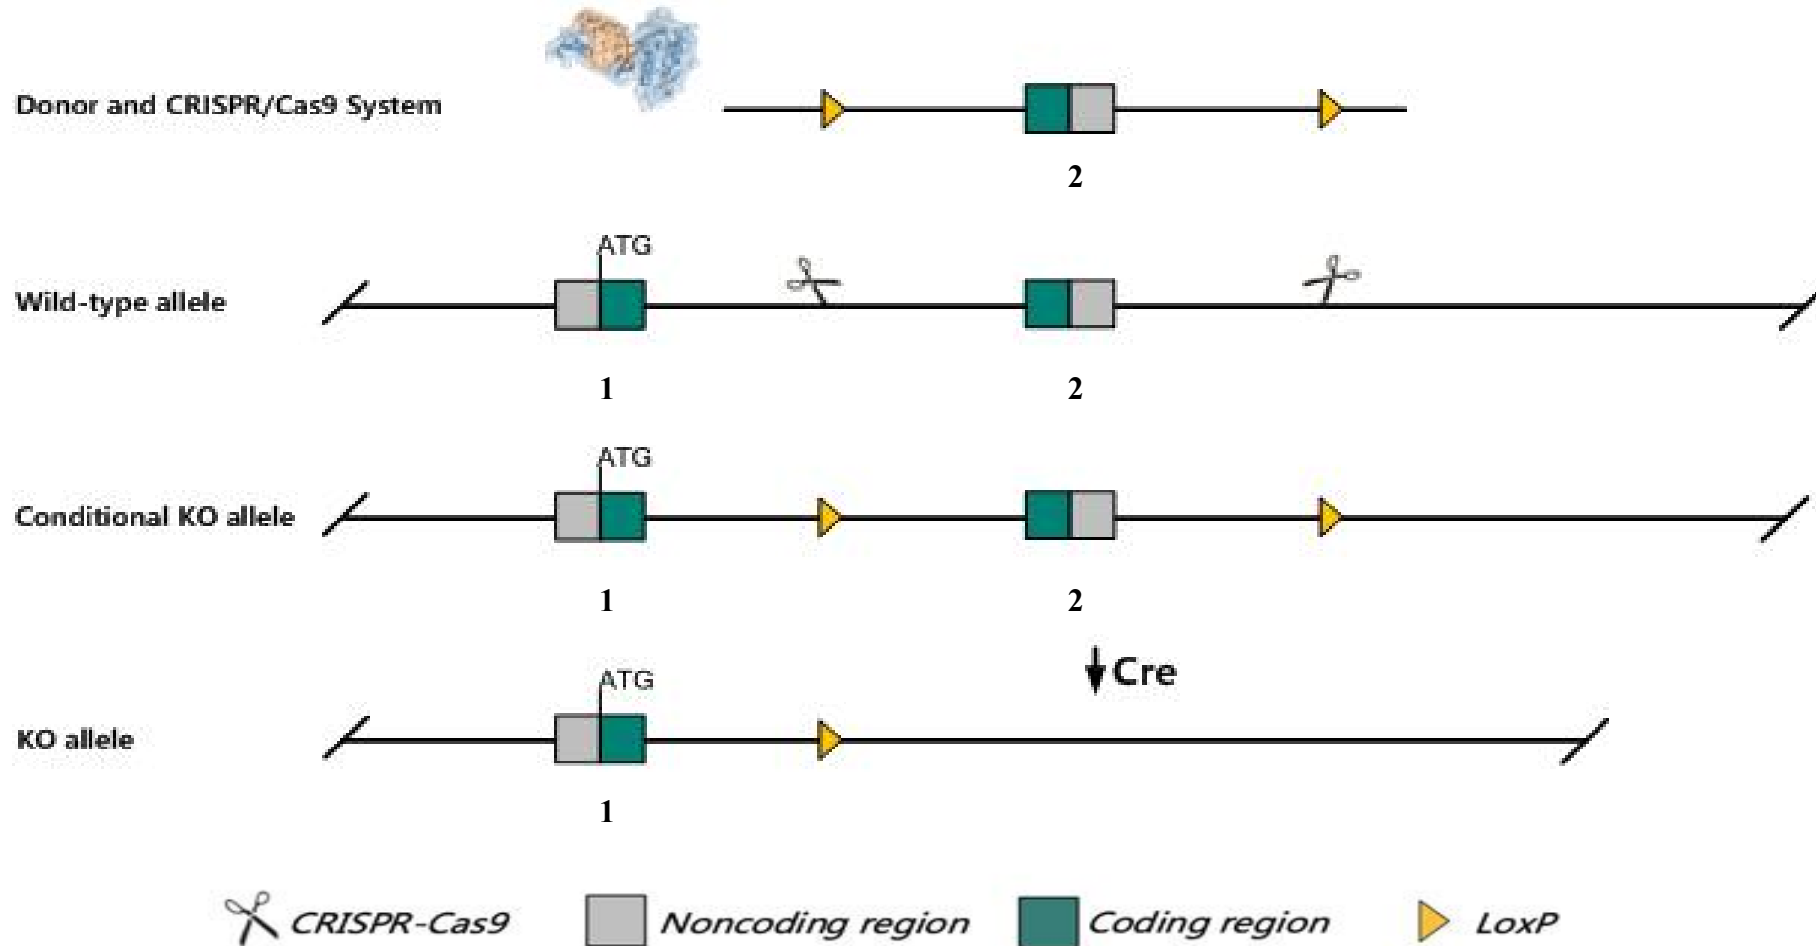 Donor and CRISPR/Cas9 System
2
ATG
Wild-type allele
1 2
ATG
Conditional KO allele
1 2
Cre
ATG
KO allele
1
CRISPR-Cas9 Noncoding region Coding region LoxP